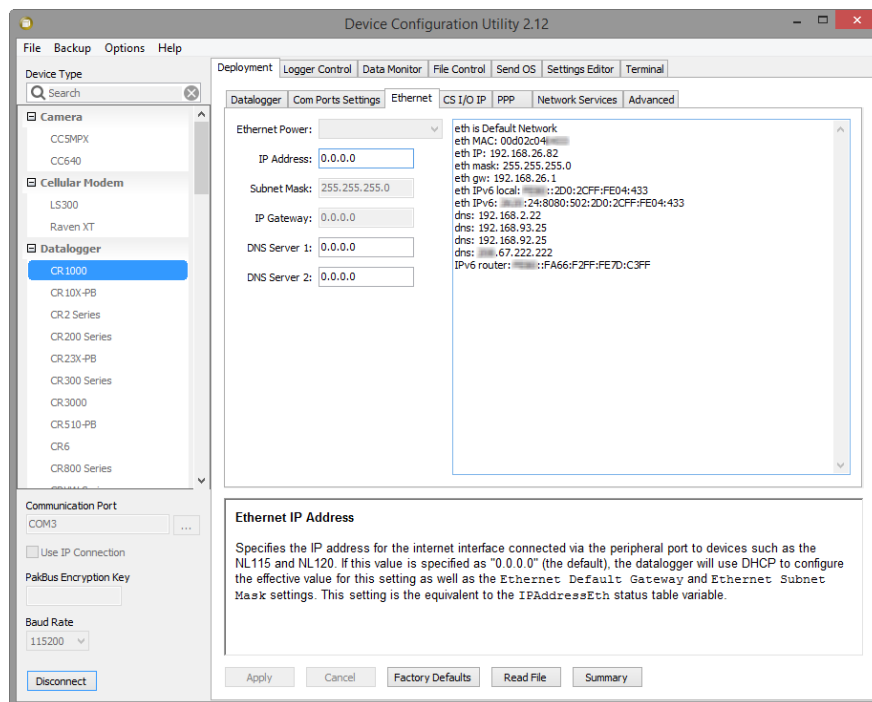 Device Configuration Utility 2.12
File Backup Options Help
Device Type
Search
Camera
CC5MPX
CC640
Cellular Modem
LS300
Raven XT
Datalogger
CR1000
CR10X-PB
CR2 Series
CR200 Series
CR23X-PB
CR300 Series
CR3000
CR510-PB
CR6
CR800 Series
Communication Port
COM3
...
Use IP Connection
PakBus Encryption Key
Baud Rate
115200
Disconnect
Deployment Logger Control Data Monitor File Control Send OS Settings Editor Terminal
Datalogger Com Ports Settings Ethernet CS I/O IP PPP Network Services Advanced
Ethernet Power:
IP Address: 0.0.0.0
Subnet Mask: 255.255.255.0
IP Gateway: 0.0.0.0
DNS Server 1: 0.0.0.0
DNS Server 2: 0.0.0.0
eth is Default Network
eth MAC: 00d02c04
eth IP: 192.168.26.82
eth mask: 255.255.255.0
eth gw: 192.168.26.1
eth IPv6 local: ::2D0:2CFF:FE04:433
eth IPv6: :24:8080:502:2D0:2CFF:FE04:433
dns: 192.168.2.22
dns: 192.168.93.25
dns: 192.168.92.25
dns: .67.222.222
IPv6 router: ::FA66:F2FF:FE7D:C3FF
Ethernet IP Address
Specifies the IP address for the internet interface connected via the peripheral port to devices such as the
NL115 and NL120. If this value is specified as "0.0.0.0" (the default), the datalogger will use DHCP to configure
the effective value for this setting as well as the Ethernet Default Gateway and Ethernet Subnet
Mask settings. This setting is the equivalent to the IPAddressEth status table variable.
Apply Cancel Factory Defaults Read File Summary